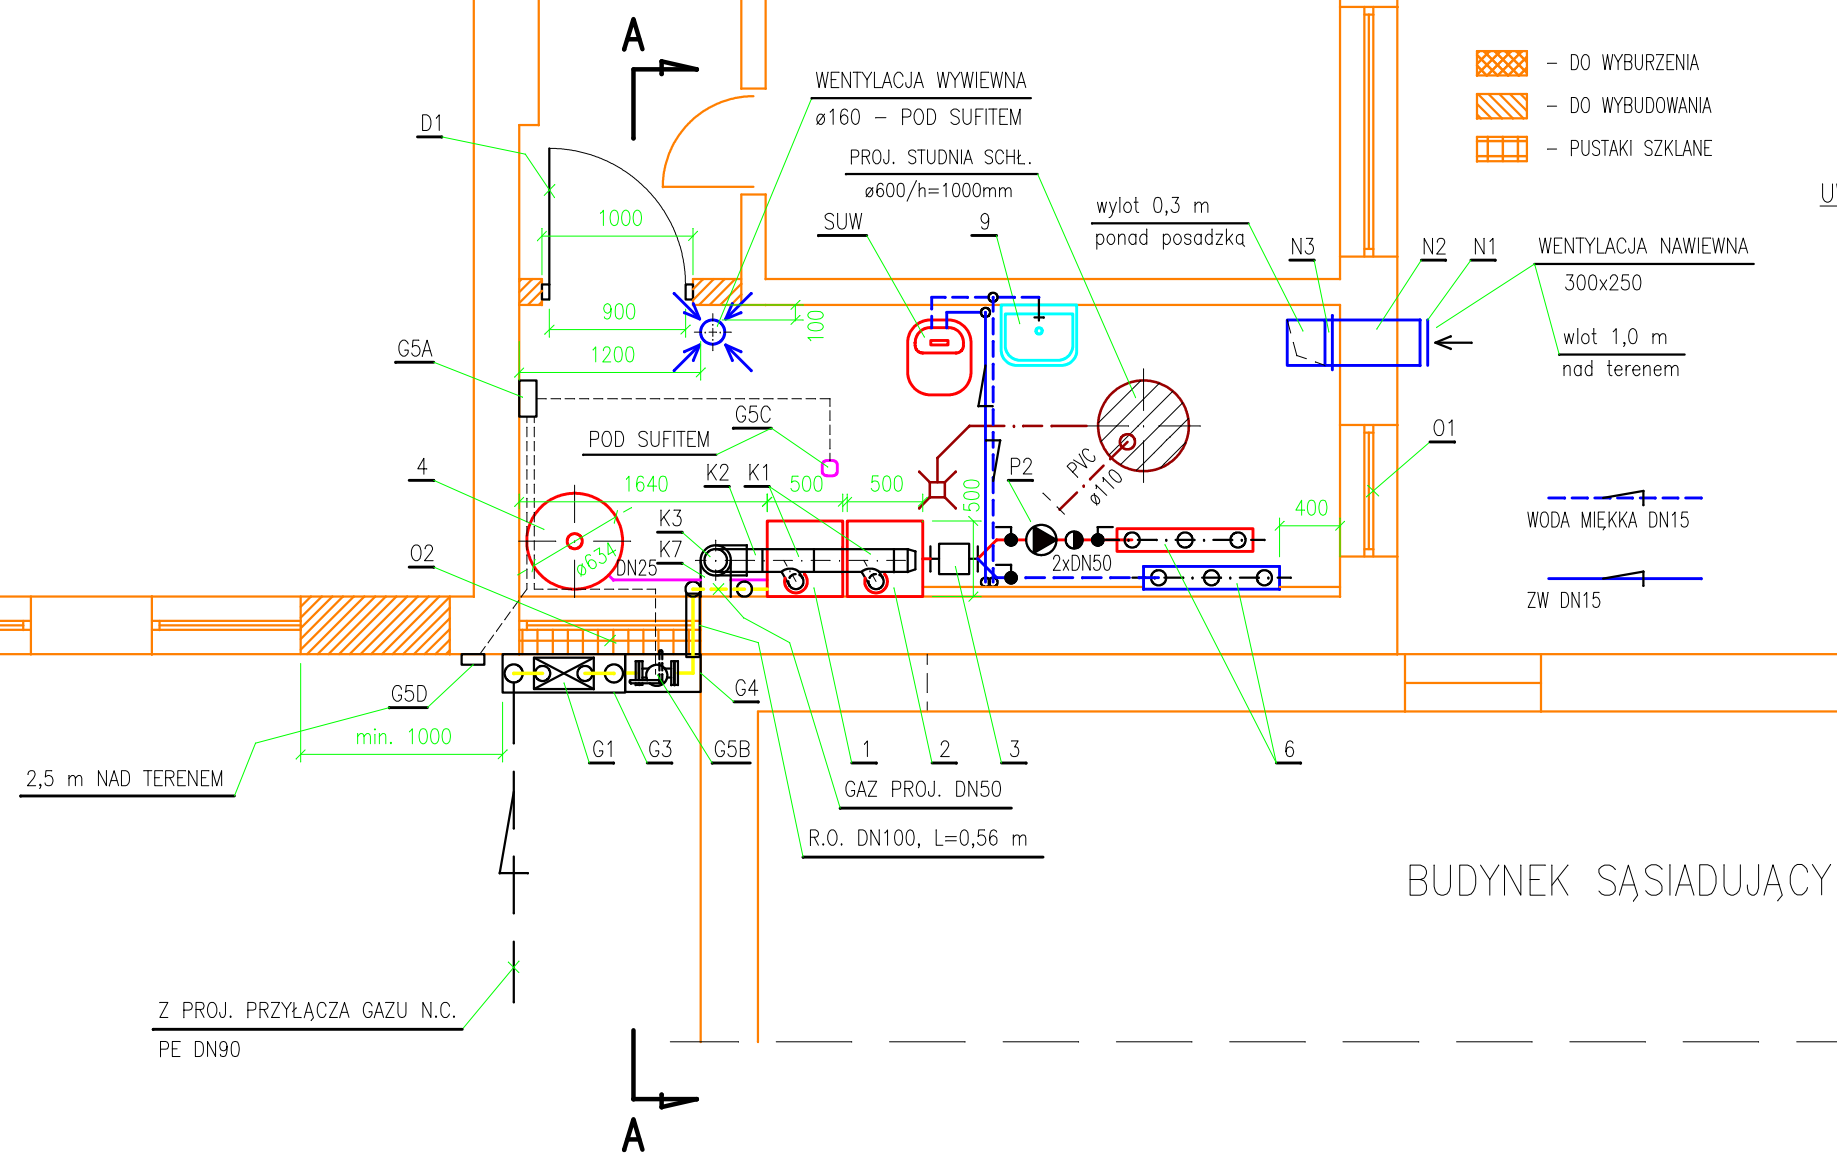 A
WENTYLACJA WYWIEWNA
ø160 – POD SUFITEM
– DO WYBURZENIA
– DO WYBUDOWANIA
– PUSTAKI SZKLANE
D1
PROJ. STUDNIA SCHŁ.
ø600/h=1000mm
1000
SUW
9
wylot 0,3 m
ponad posadzką
N3
N2
N1
WENTYLACJA NAWIEWNA
300x250
900
100
1200
G5A
wlot 1,0 m
nad terenem
G5C
POD SUFITEM
O1
4
1640
K2
K1
500
500
500
P2
PVC
ø110
400
K3
WODA MIĘKKA DN15
O2
ø634
DN25
K7
2xDN50
ZW DN15
G5D
G4
min. 1000
G1
G3
G5B
1
2
3
6
2,5 m NAD TERENEM
GAZ PROJ. DN50
R.O. DN100, L=0,56 m
BUDYNEK SĄSIADUJĄCY
Z PROJ. PRZYŁĄCZA GAZU N.C.
PE DN90
A